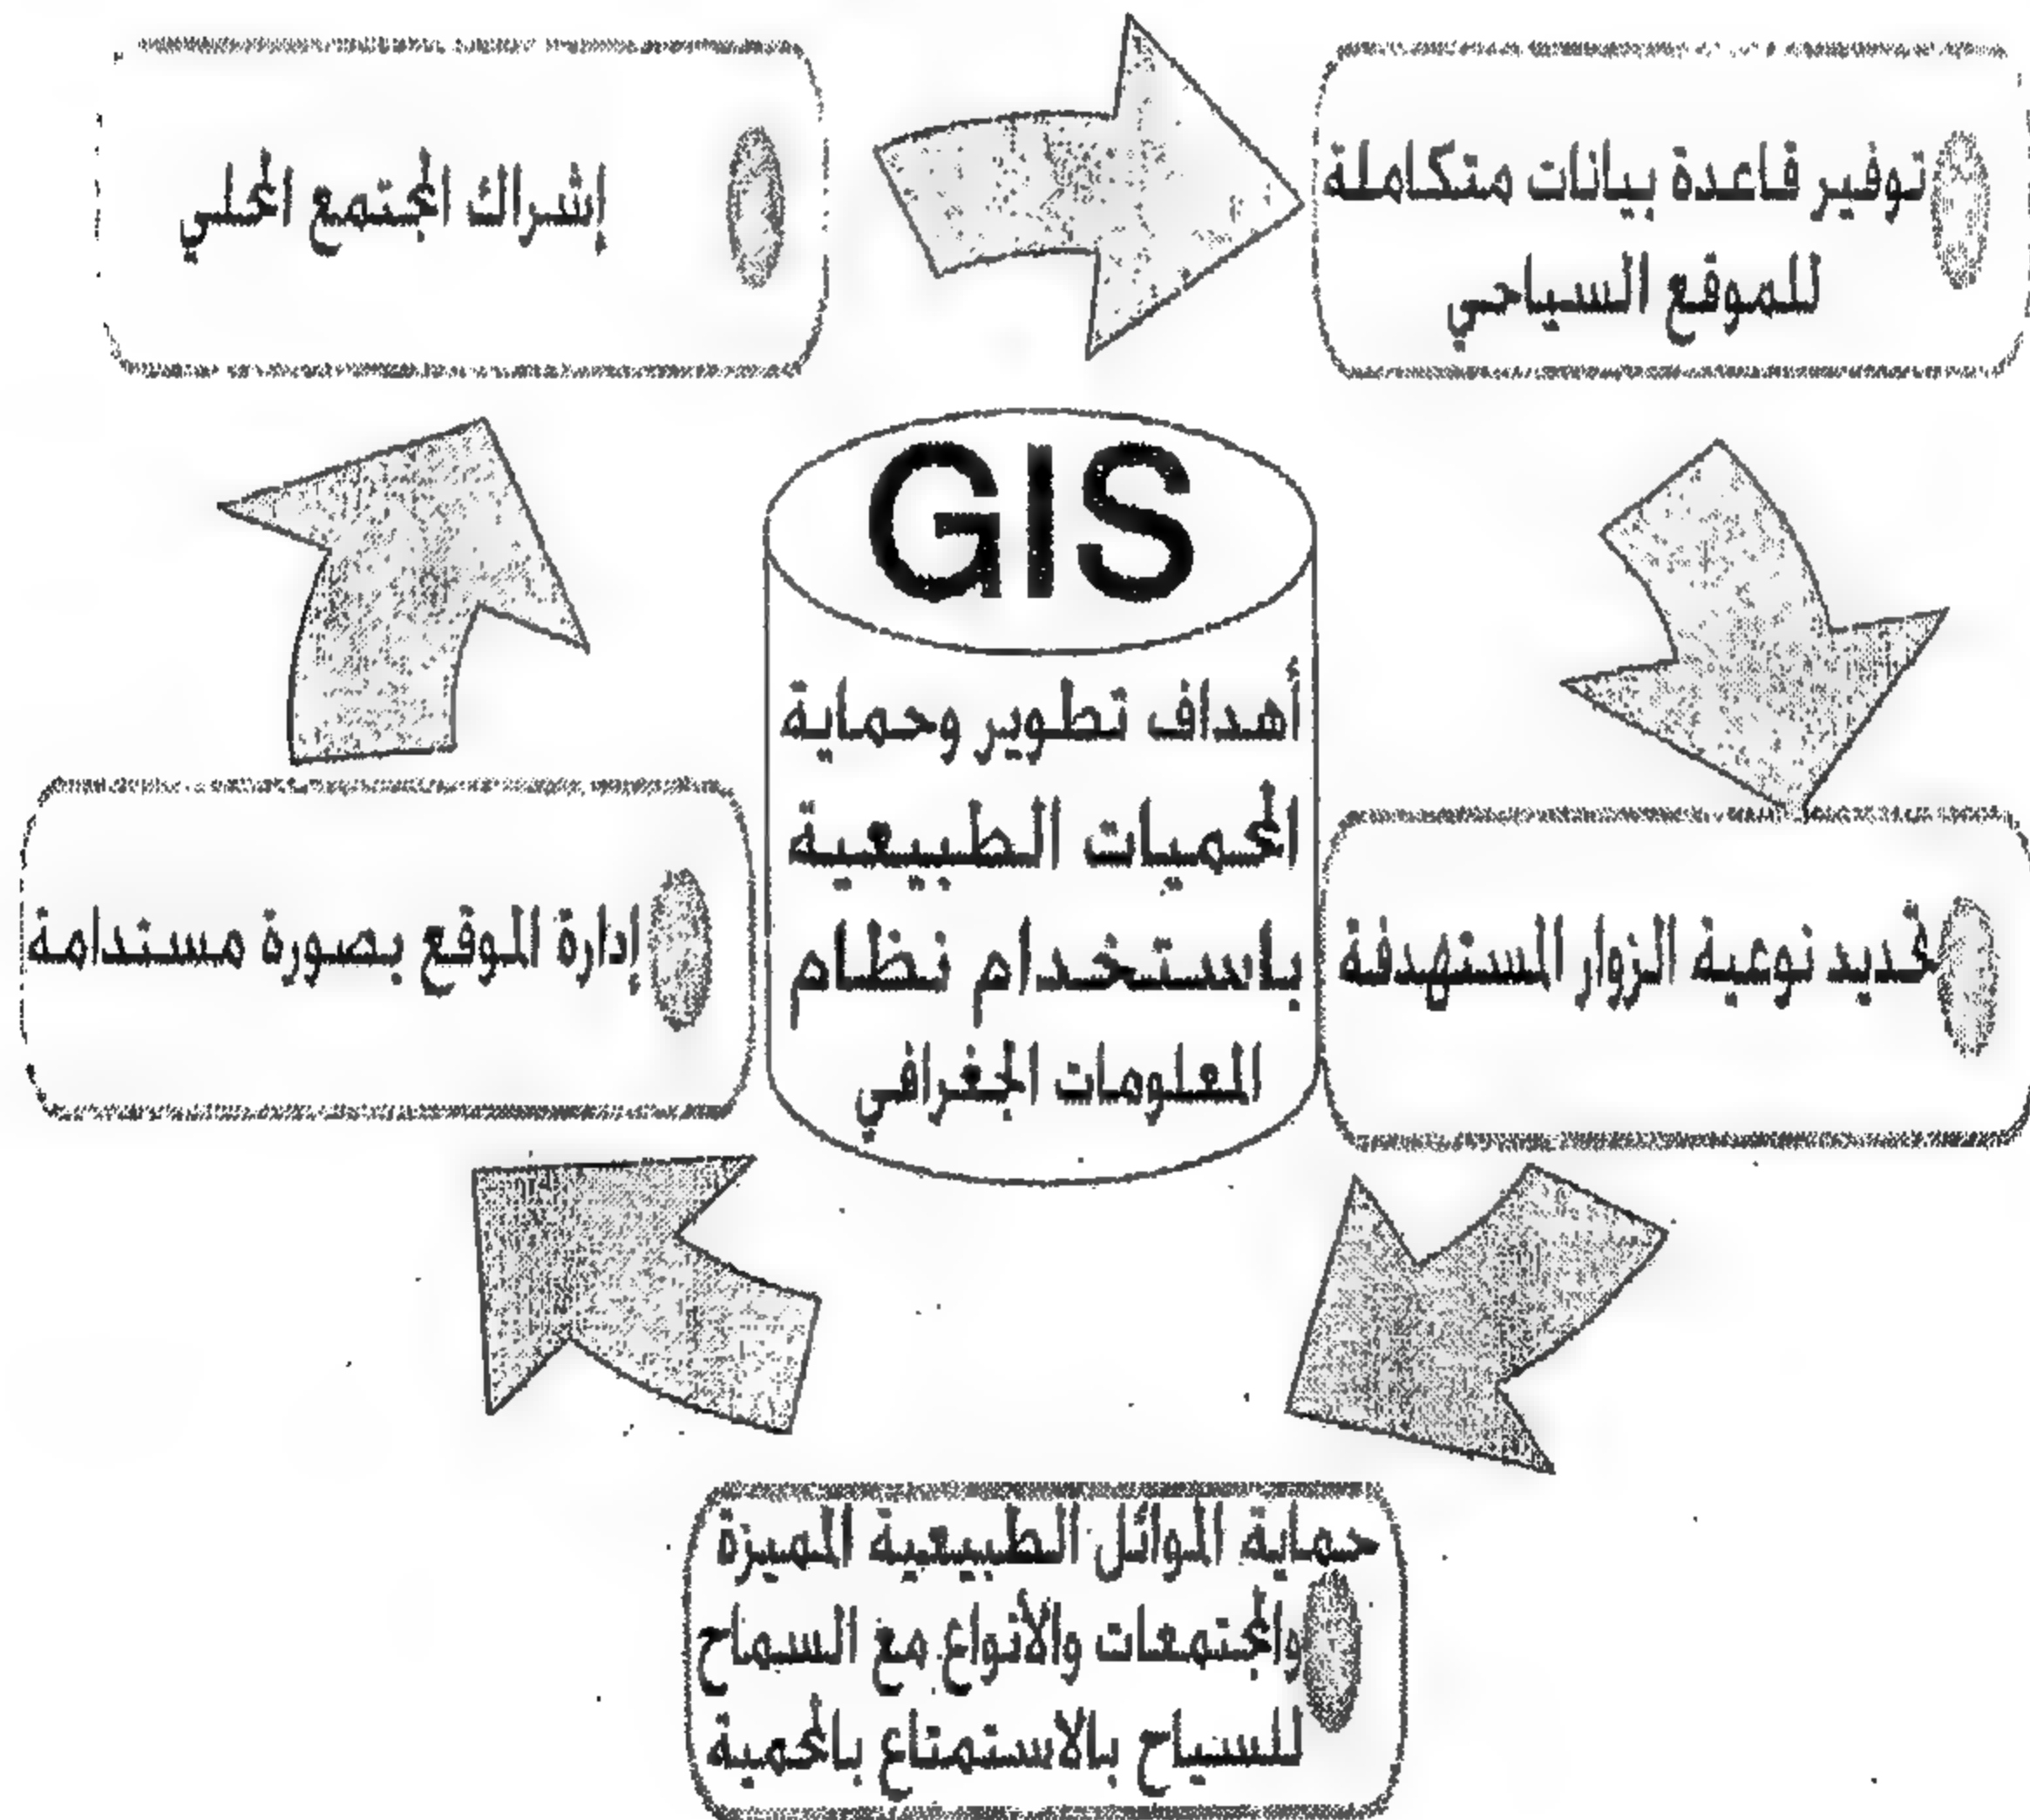 توفير قاعدة بيانات متكاملة
للموقع السياحي
إشراك المجتمع المحلي
GIS
أهداف تطوير وحماية
المحميات الطبيعية
باستخدام نظام
المعلومات الجغرافي
تحديد نوعية الزوار المستهدفة
إدارة الموقع بصورة مستدامة
حماية الموائل الطبيعية المميزة
والمجتمعات والأنواع مع السماح
للسياح بالاستمتاع بالمحمية